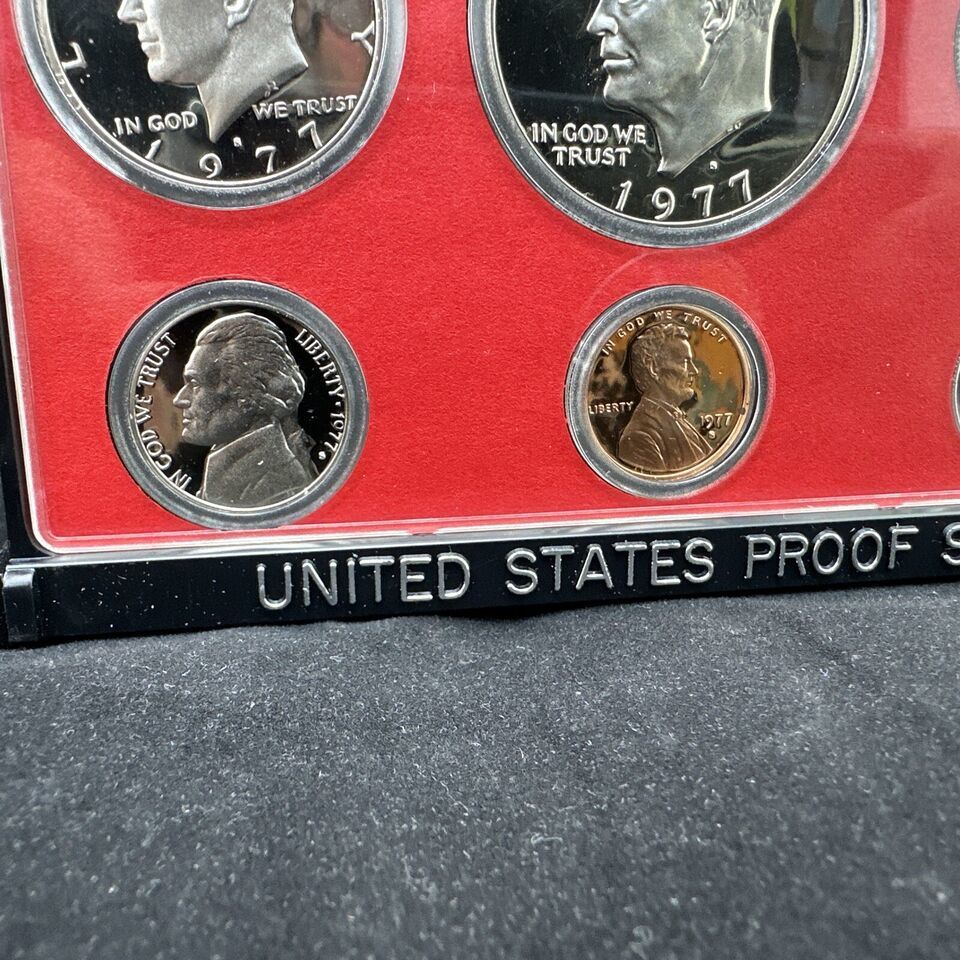 L Y
IN GOD WE TRUST
S
1977
IN GOD WE
TRUST
S
1977
IN GOD WE TRUST LIBERTY · 1977 S
IN GOD WE TRUST
LIBERTY
1977
S
UNITED STATES PROOF S